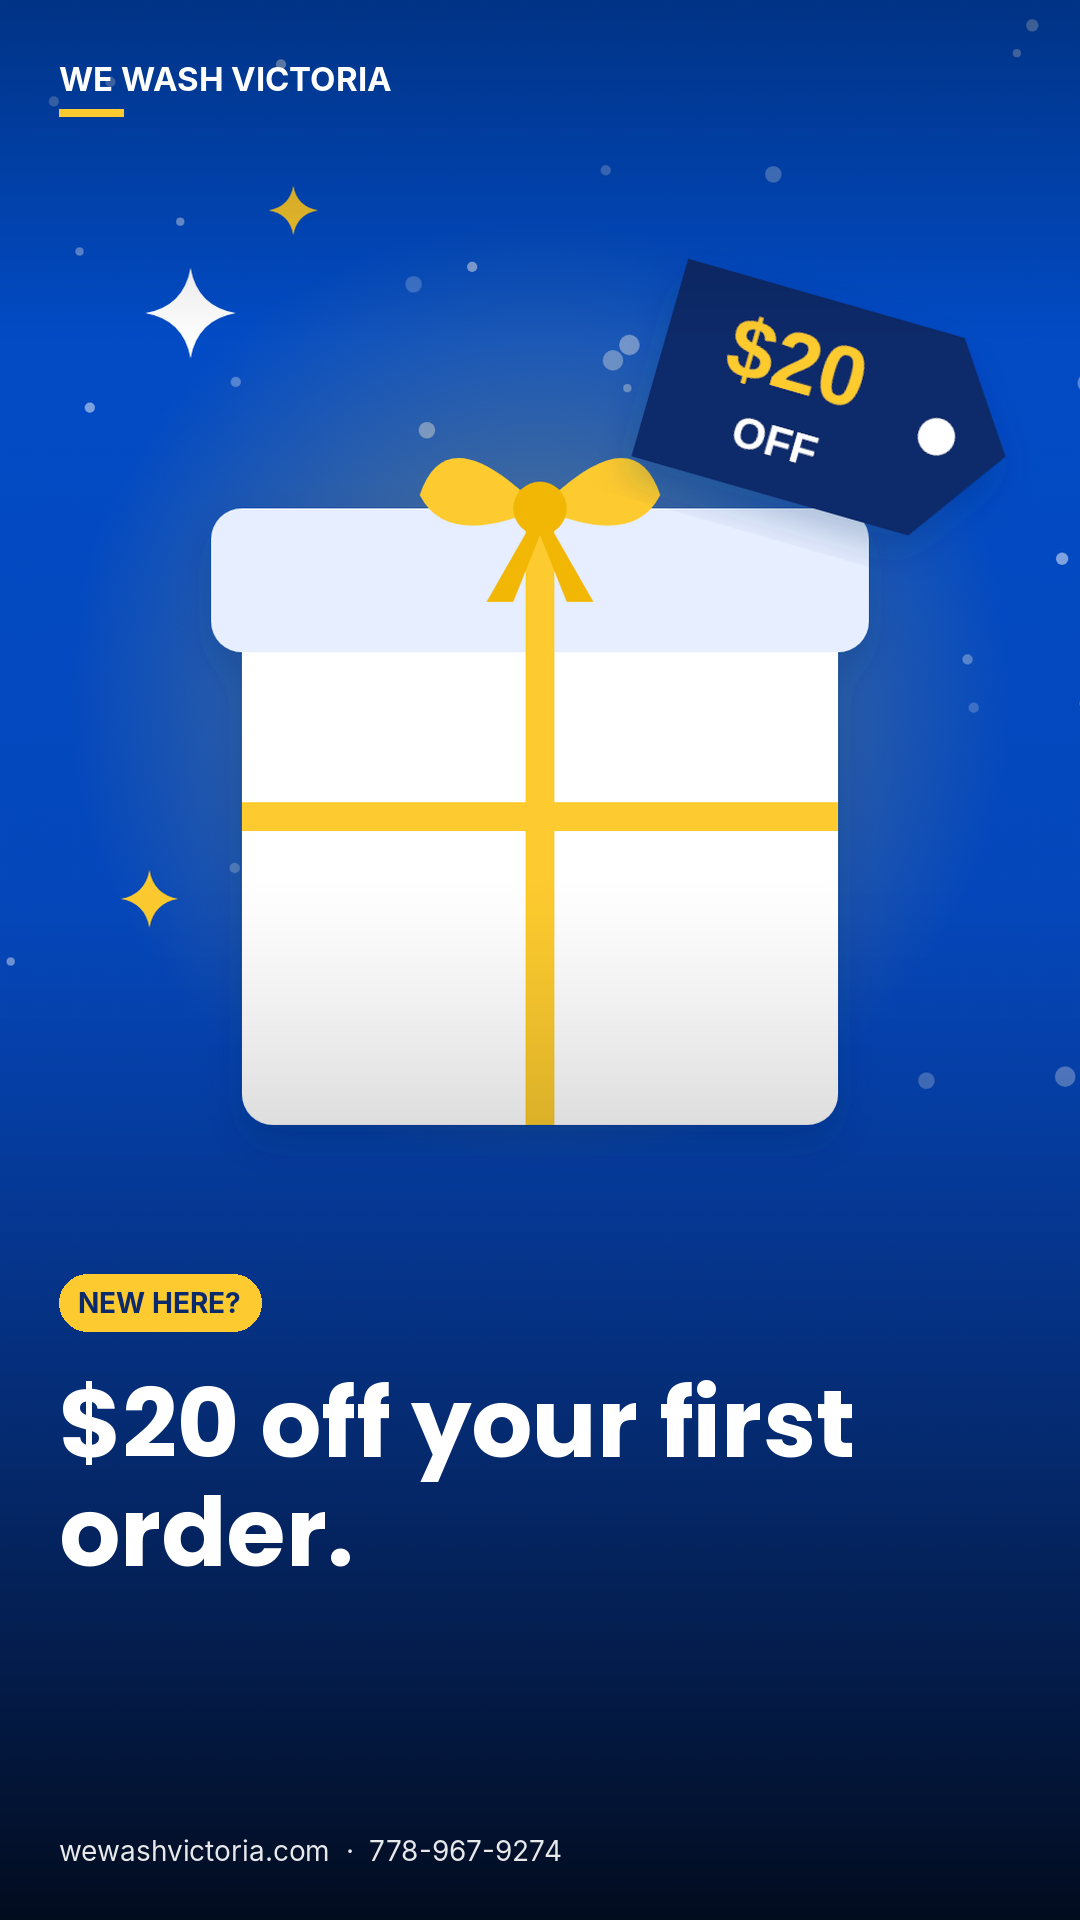 WE WASH VICTORIA
$20
OFF
NEW HERE?
$20 off your first
order.
wewashvictoria.com · 778-967-9274